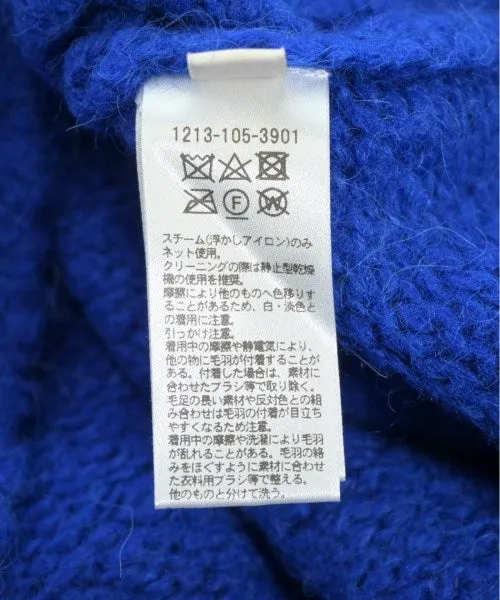 1213-105-3901
F
W
スチーム(浮かしアイロン)のみ
ネット使用。
クリーニングの際は静止型乾燥
機の使用を推奨。
摩擦により他のものへ色移りす
ることがあるため、白・淡色と
の着用に注意。
引っかけ注意。
着用中の摩擦や静電気により、
他の物に毛羽が付着することが
ある。付着した場合は、素材に
合わせたブラシ等で取り除く。
毛足の長い素材や反対色との組
み合わせは毛羽の付着が目立ち
やすくなるため注意。
着用中の摩擦や洗濯により毛羽
が乱れることがある。毛羽の絡
みをほぐすように素材に合わせ
た衣料用ブラシ等で整える。
他のものと分けて洗う。